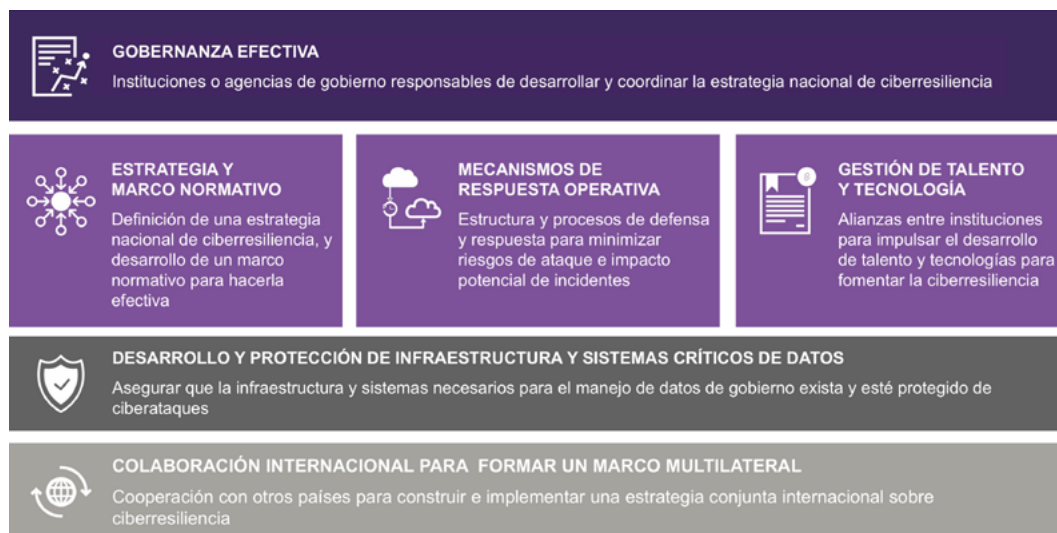 GOBERNANZA EFECTIVA
Instituciones o agencias de gobierno responsables de desarrollar y coordinar la estrategia nacional de ciberresiliencia
ESTRATEGIA Y
MARCO NORMATIVO
Definición de una estrategia
nacional de ciberresiliencia, y
desarrollo de un marco
normativo para hacerla
efectiva
MECANISMOS DE
RESPUESTA OPERATIVA
Estructura y procesos de defensa
y respuesta para minimizar
riesgos de ataque e impacto
potencial de incidentes
GESTIÓN DE TALENTO
Y TECNOLOGÍA
Alianzas entre instituciones
para impulsar el desarrollo
de talento y tecnologías para
fomentar la ciberresiliencia
DESARROLLO Y PROTECCIÓN DE INFRAESTRUCTURA Y SISTEMAS CRÍTICOS DE DATOS
Asegurar que la infraestructura y sistemas necesarios para el manejo de datos de gobierno exista y esté protegido de
ciberataques
COLABORACIÓN INTERNACIONAL PARA FORMAR UN MARCO MULTILATERAL
Cooperación con otros países para construir e implementar una estrategia conjunta internacional sobre
ciberresiliencia